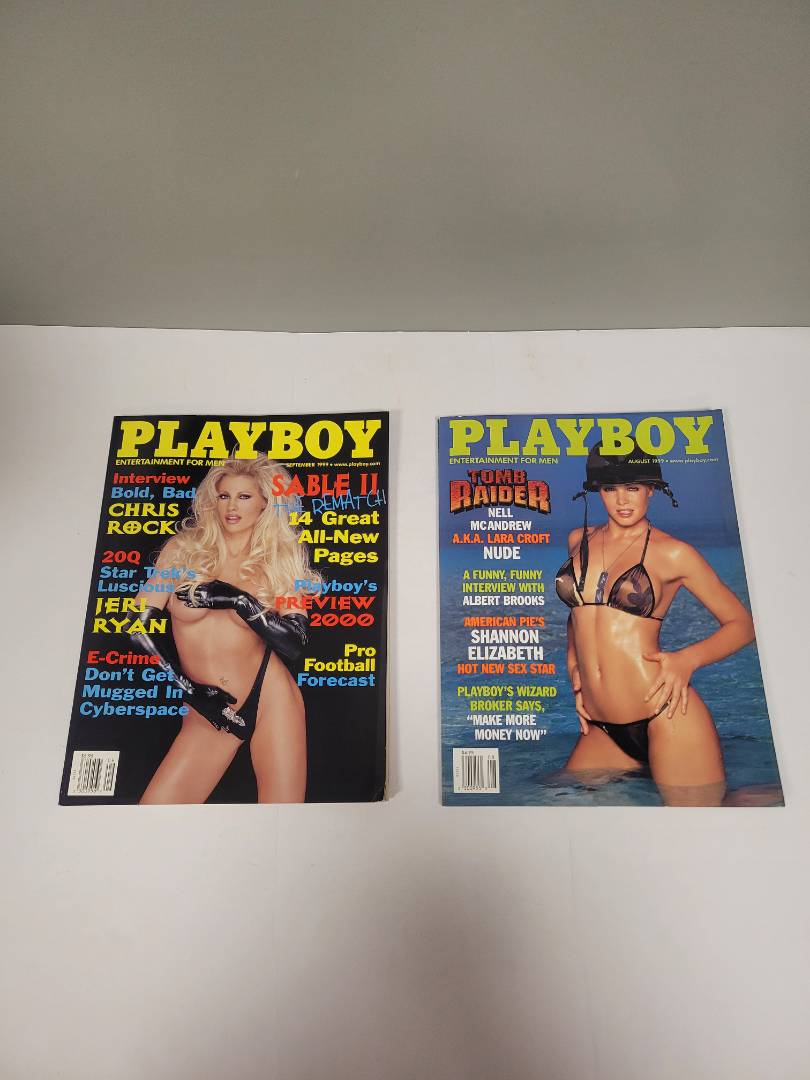 PLAYBOY
ENTERTAINMENT FOR MEN
SEPTEMBER 1999 • www.playboy.com
Interview
Bold, Bad
CHRIS
ROCK
20Q
Star Trek's
Luscious
JERI
RYAN
E-Crime
Don't Get
Mugged In
Cyberspace
SABLE II
THE REMATCH
14 Great
All-New
Pages
Playboy's
PREVIEW
2000
Pro
Football
Forecast
PLAYBOY
ENTERTAINMENT FOR MEN
AUGUST 1999 • www.playboy.com
TOMB
RAIDER
NELL
MCANDREW
A.K.A. LARA CROFT
NUDE
A FUNNY, FUNNY
INTERVIEW WITH
ALBERT BROOKS
AMERICAN PIE'S
SHANNON
ELIZABETH
HOT NEW SEX STAR
PLAYBOY'S WIZARD
BROKER SAYS,
"MAKE MORE
MONEY NOW"